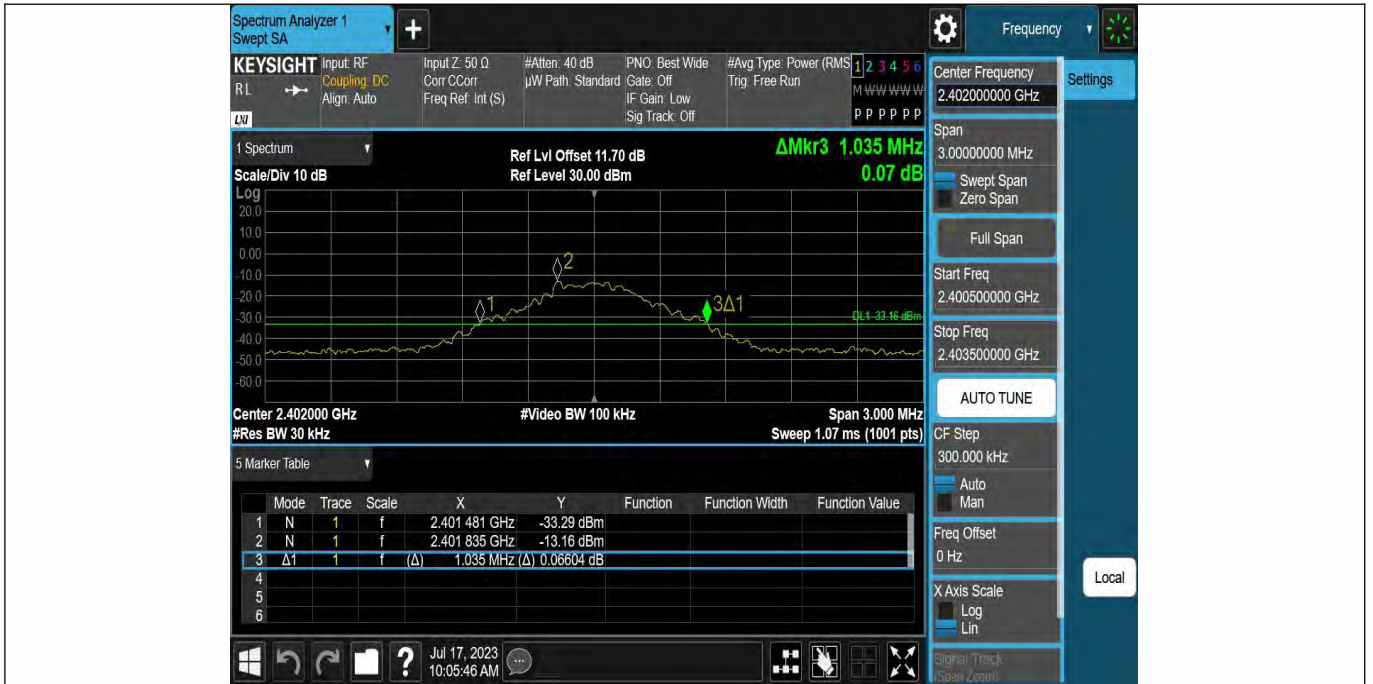 Spectrum Analyzer 1
Swept SA
+
Frequency
KEYSIGHT
RL
LXI
Input: RF
Coupling: DC
Align: Auto
Input Z: 50 Ω
Corr CCorr
Freq Ref: Int (S)
#Atten: 40 dB
µW Path: Standard
PNO: Best Wide
Gate: Off
IF Gain: Low
Sig Track: Off
#Avg Type: Power (RMS
Trig: Free Run
1 2 3 4 5 6
M W W W W W
P P P P P P
1 Spectrum
Scale/Div 10 dB
Ref Lvl Offset 11.70 dB
Ref Level 30.00 dBm
ΔMkr3 1.035 MHz
0.07 dB
Log
20.0
10.0
0.00
-10.0
-20.0
-30.0
-40.0
-50.0
-60.0
2
1
3Δ1
DL1 -33.16 dBm
Center 2.402000 GHz
#Video BW 100 kHz
Span 3.000 MHz
#Res BW 30 kHz
Sweep 1.07 ms (1001 pts)
5 Marker Table
Mode Trace Scale X Y Function Function Width Function Value
1 N 1 f 2.401 481 GHz -33.29 dBm
2 N 1 f 2.401 835 GHz -13.16 dBm
3 Δ1 1 f (Δ) 1.035 MHz (Δ) 0.06604 dB
4
5
6
?
Jul 17, 2023
10:05:46 AM
Center Frequency
2.402000000 GHz
Settings
Span
3.00000000 MHz
Swept Span
Zero Span
Full Span
Start Freq
2.400500000 GHz
Stop Freq
2.403500000 GHz
AUTO TUNE
CF Step
300.000 kHz
Auto
Man
Freq Offset
0 Hz
X Axis Scale
Log
Lin
Signal Track
(Span Zoom)
Local